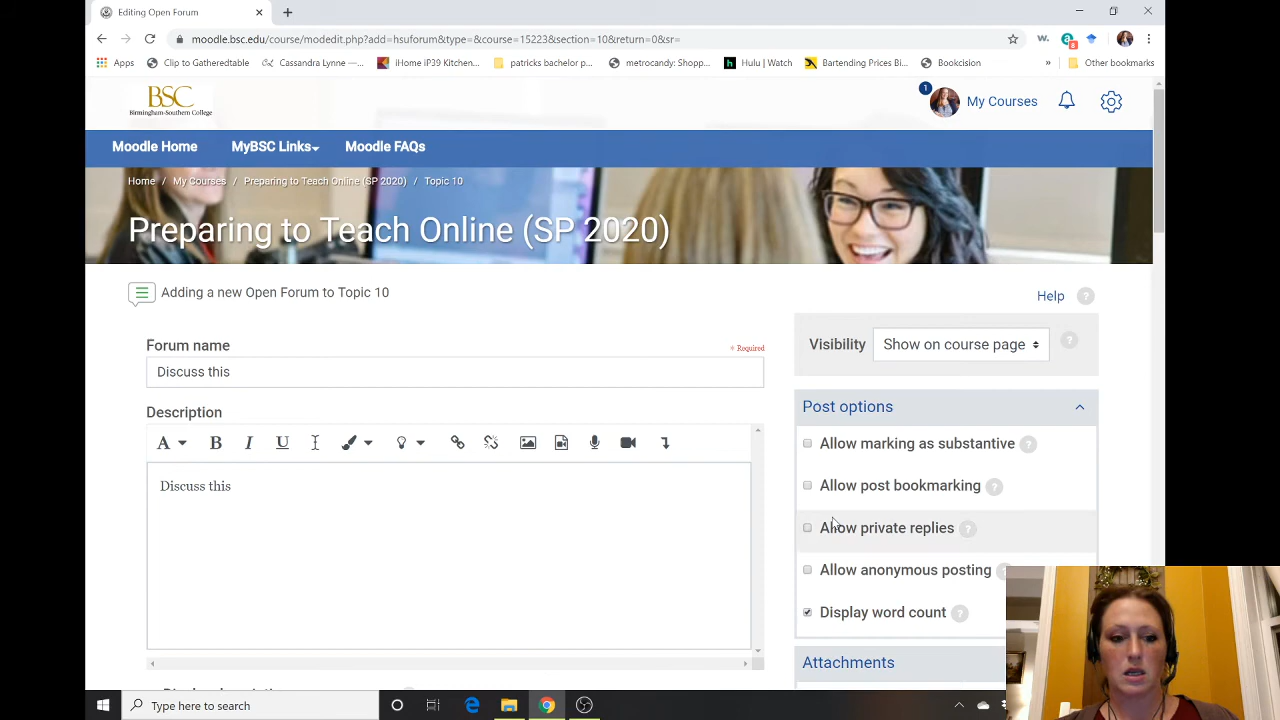 Editing Open Forum
moodle.bsc.edu/course/modedit.php?add=hsuforum&type=&course=15223&section=10&return=0&sr=
Apps Clip to Gatheredtable Cassandra Lynne —... iHome iP39 Kitchen... patricks bachelor p... metrocandy: Shopp... Hulu | Watch Bartending Prices Bi... Bookcision » Other bookmarks
BSC
Birmingham-Southern College
1
My Courses
Moodle Home MyBSC Links Moodle FAQs
Home / My Courses / Preparing to Teach Online (SP 2020) / Topic 10
Preparing to Teach Online (SP 2020)
Adding a new Open Forum to Topic 10
Help ?
Forum name
* Required
Discuss this
Description
A B I U
Discuss this
Visibility Show on course page ?
Post options
Allow marking as substantive ?
Allow post bookmarking ?
Allow private replies ?
Allow anonymous posting
Display word count ?
Attachments
Type here to search